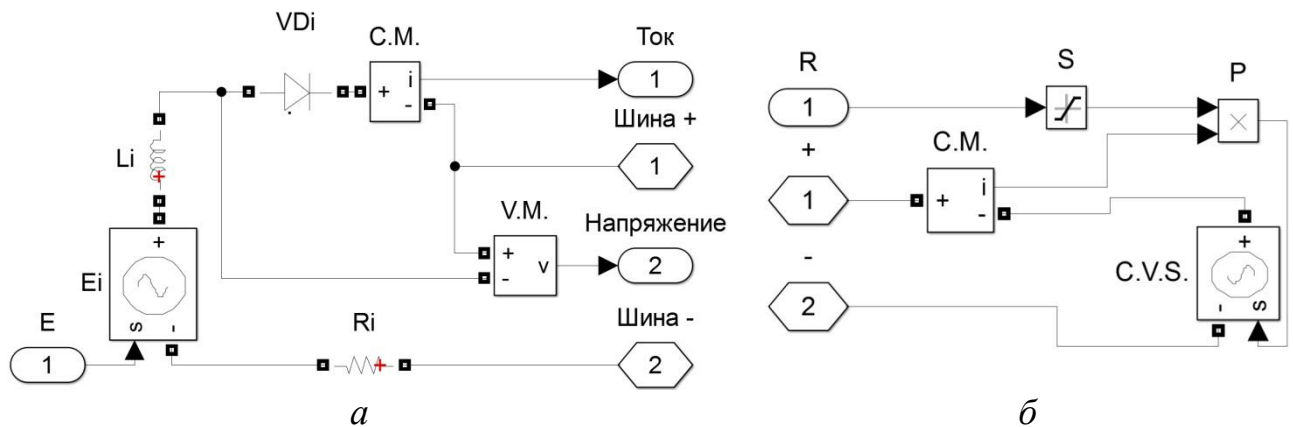 VDi
C.M.
Ток
i
+
-
1
Шина +
1
Li
+
V.M.
Напряжение
+
-
v
2
+
Ei
s
-
E
1
Ri
+
Шина -
2
а
R
1
S
P
×
+
1
C.M.
+
i
-
-
2
C.V.S.
+
-
s
б